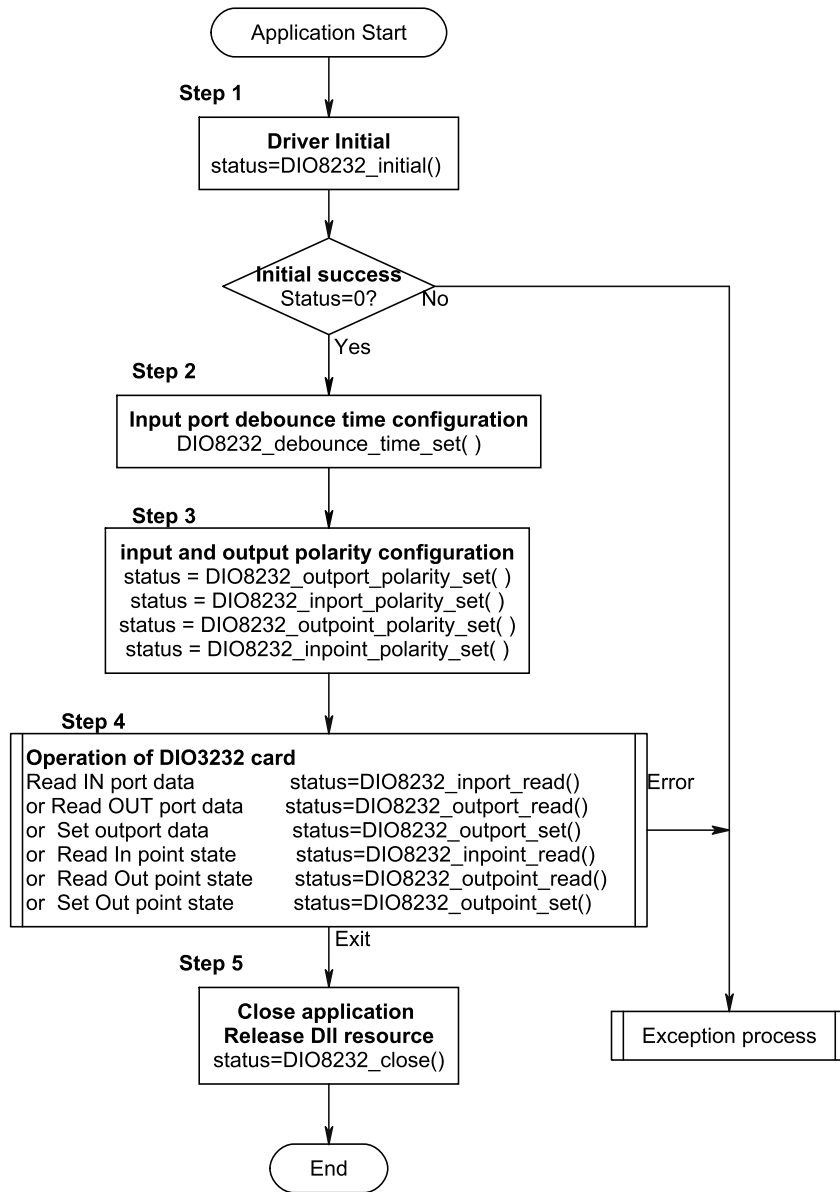 Application Start
Step 1
Driver Initial
status=DIO8232_initial()
Initial success
Status=0?
No
Yes
Step 2
Input port debounce time configuration
DIO8232_debounce_time_set( )
Step 3
input and output polarity configuration
status = DIO8232_outport_polarity_set( )
status = DIO8232_inport_polarity_set( )
status = DIO8232_outpoint_polarity_set( )
status = DIO8232_inpoint_polarity_set( )
Step 4
Operation of DIO3232 card
Read IN port data status=DIO8232_inport_read()
or Read OUT port data status=DIO8232_outport_read()
or Set outport data status=DIO8232_outport_set()
or Read In point state status=DIO8232_inpoint_read()
or Read Out point state status=DIO8232_outpoint_read()
or Set Out point state status=DIO8232_outpoint_set()
Error
Exit
Step 5
Close application
Release Dll resource
status=DIO8232_close()
Exception process
End